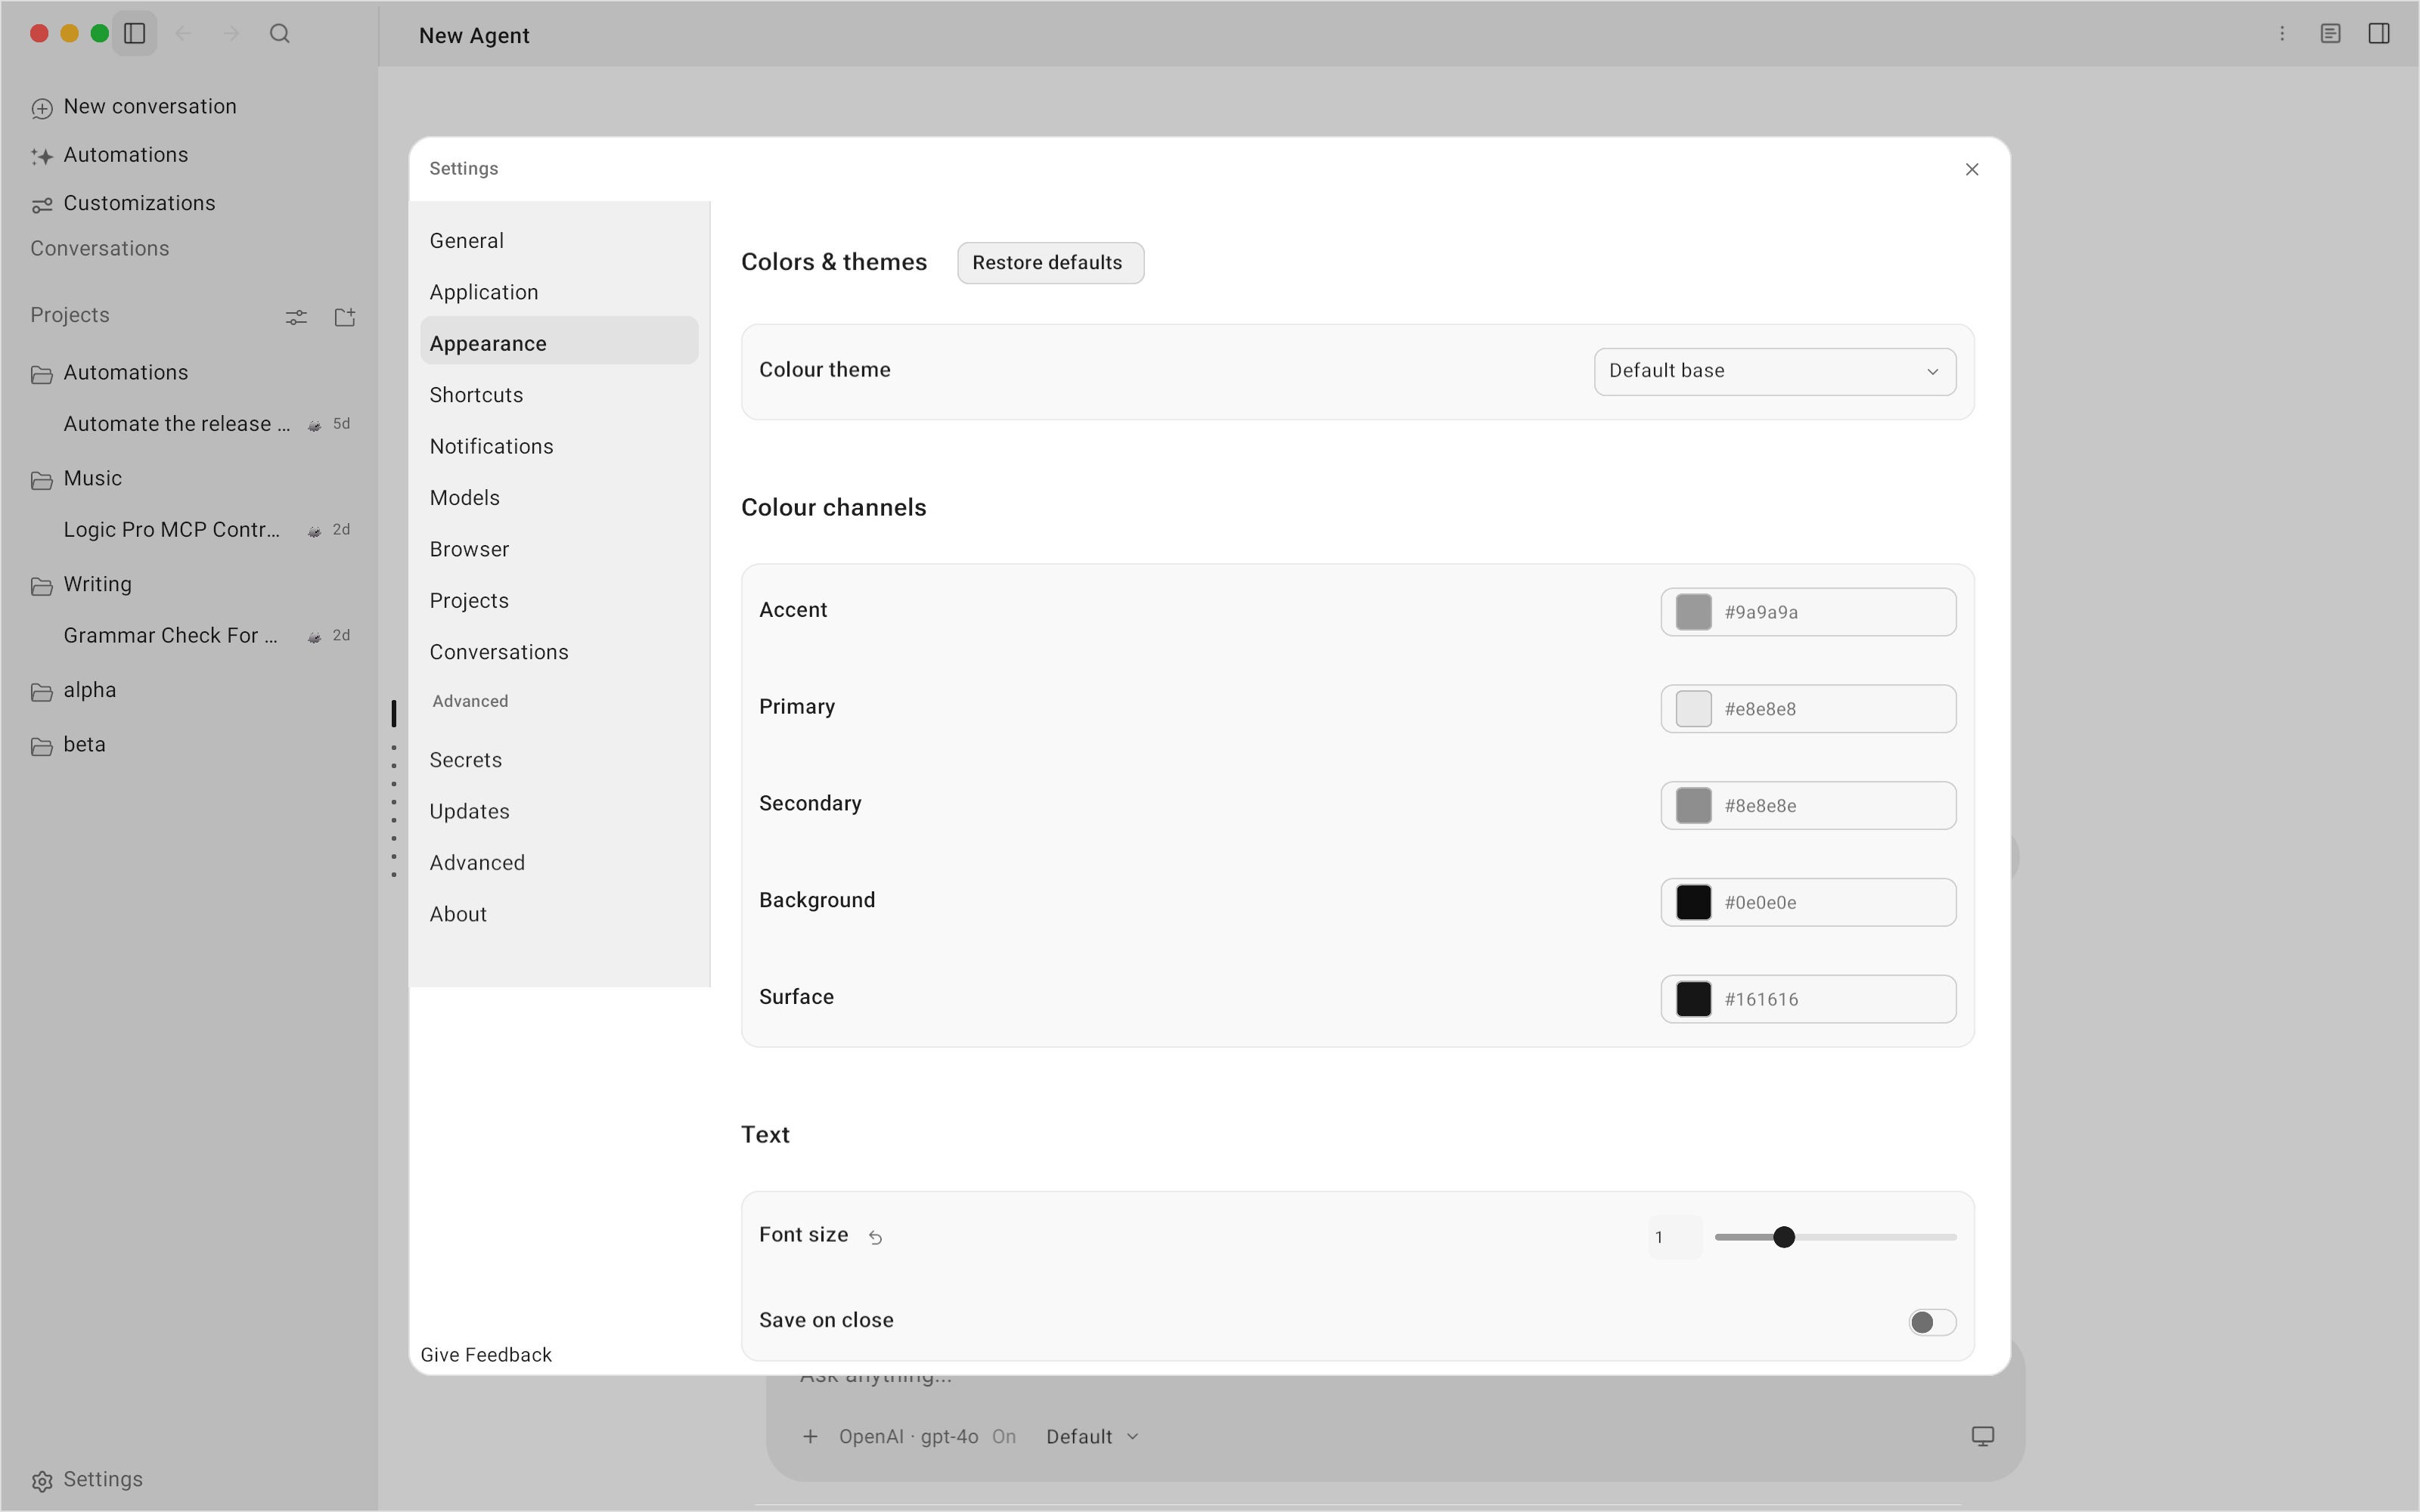 New Agent
New conversation
Automations
Customizations
Conversations
Projects
Automations
Automate the release ... 5d
Music
Logic Pro MCP Contr... 2d
Writing
Grammar Check For ... 2d
alpha
beta
Settings
Settings
General
Application
Appearance
Shortcuts
Notifications
Models
Browser
Projects
Conversations
Advanced
Secrets
Updates
Advanced
About
Give Feedback
Colors & themes Restore defaults
Colour theme Default base
Colour channels
Accent #9a9a9a
Primary #e8e8e8
Secondary #8e8e8e
Background #0e0e0e
Surface #161616
Text
Font size 1
Save on close
Ask anything...
OpenAI · gpt-4o On Default